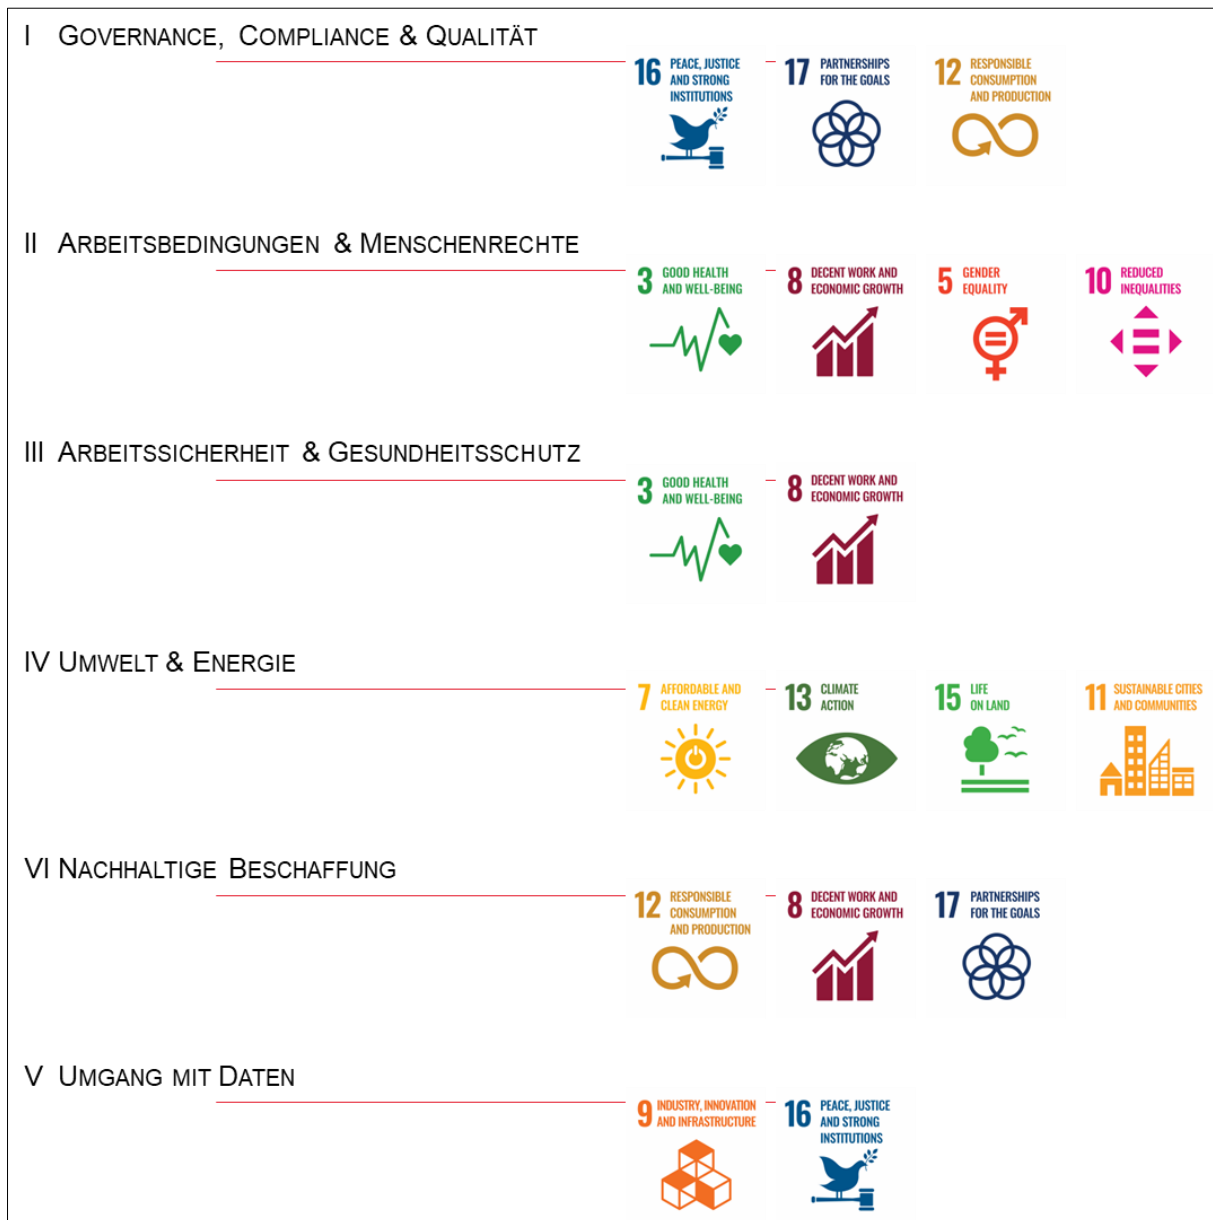 I GOVERNANCE, COMPLIANCE & QUALITÄT
16 PEACE, JUSTICE
AND STRONG
INSTITUTIONS
17 PARTNERSHIPS
FOR THE GOALS
12 RESPONSIBLE
CONSUMPTION
AND PRODUCTION
II ARBEITSBEDINGUNGEN & MENSCHENRECHTE
3 GOOD HEALTH
AND WELL-BEING
8 DECENT WORK AND
ECONOMIC GROWTH
5 GENDER
EQUALITY
10 REDUCED
INEQUALITIES
III ARBEITSSICHERHEIT & GESUNDHEITSSCHUTZ
3 GOOD HEALTH
AND WELL-BEING
8 DECENT WORK AND
ECONOMIC GROWTH
IV UMWELT & ENERGIE
7 AFFORDABLE AND
CLEAN ENERGY
13 CLIMATE
ACTION
15 LIFE
ON LAND
11 SUSTAINABLE CITIES
AND COMMUNITIES
VI NACHHALTIGE BESCHAFFUNG
12 RESPONSIBLE
CONSUMPTION
AND PRODUCTION
8 DECENT WORK AND
ECONOMIC GROWTH
17 PARTNERSHIPS
FOR THE GOALS
V UMGANG MIT DATEN
9 INDUSTRY, INNOVATION
AND INFRASTRUCTURE
16 PEACE, JUSTICE
AND STRONG
INSTITUTIONS